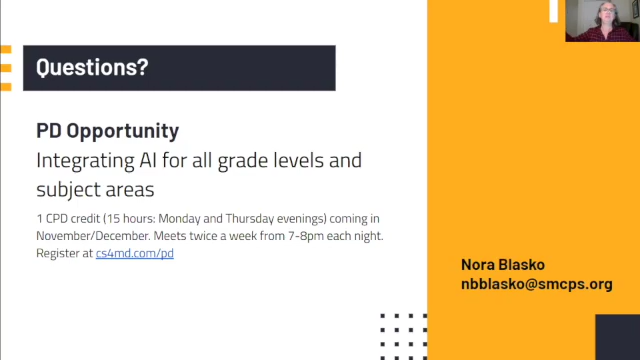 Questions?
PD Opportunity
Integrating AI for all grade levels and
subject areas
1 CPD credit (15 hours: Monday and Thursday evenings) coming in
November/December. Meets twice a week from 7-8pm each night.
Register at cs4md.com/pd
Nora Blasko
nbblasko@smcps.org